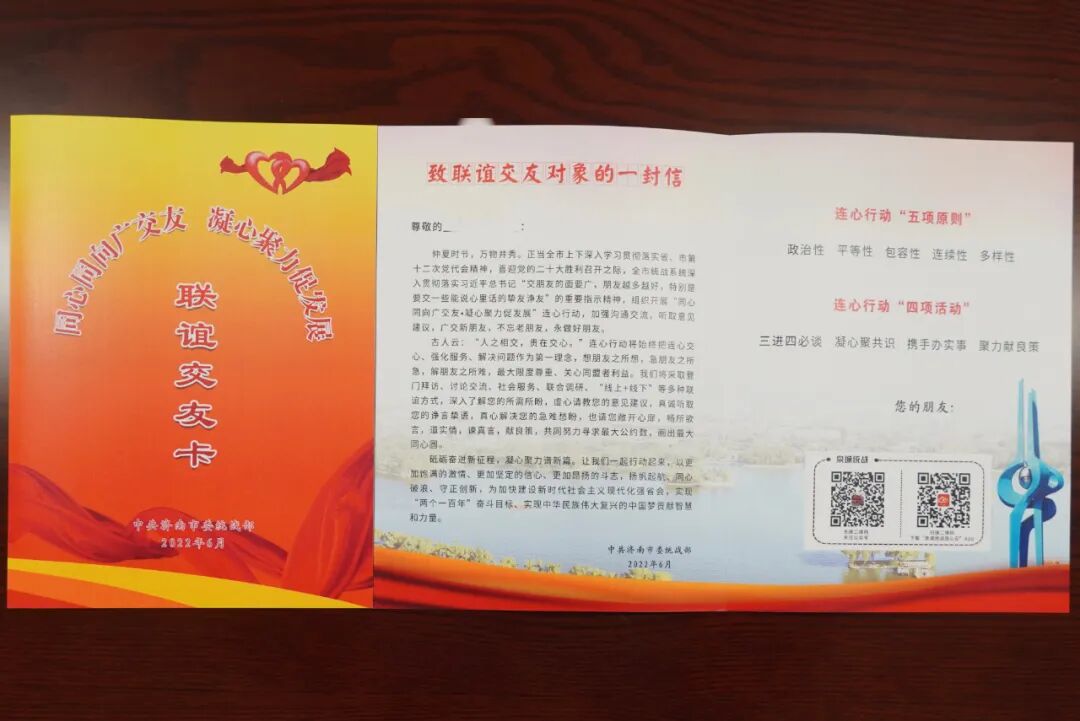 同心同向广交友 凝心聚力促发展
联谊交友卡
中共济南市委统战部
2022年6月
致联谊交友对象的一封信
尊敬的 ：
仲夏时节，万物并秀。正当全市上下深入学习贯彻落实省、市第
十二次党代会精神，喜迎党的二十大胜利召开之际，全市统战系统深
入贯彻落实习近平总书记“交朋友的面要广，朋友越多越好，特别是
要交一些能说心里话的挚友诤友”的重要指示精神，组织开展“同心
同向广交友·凝心聚力促发展”连心行动，加强沟通交流，听取意见
建议，广交新朋友，不忘老朋友，永做好朋友。
古人云：“人之相交，贵在交心。”连心行动将始终把连心交
心、强化服务、解决问题作为第一理念，想朋友之所想，急朋友之所
急，解朋友之所难，最大限度尊重、关心同盟者利益。我们将采取登
门拜访、讨论交流、社会服务、联合调研、“线上+线下”等多种联
谊方式，深入了解您的所需所盼，虚心请教您的意见建议，真诚听取
您的诤言挚语，真心解决您的急难愁盼，也请您敞开心扉，畅所欲
言，道实情，谏真言，献良策，共同努力寻求最大公约数，画出最大
同心圆。
砥砺奋进新征程，凝心聚力谱新篇。让我们一起行动起来，以更
加饱满的激情、更加坚定的信心、更加昂扬的斗志，扬帆起航、同心
破浪、守正创新，为加快建设新时代社会主义现代化强省会，实现
“两个一百年”奋斗目标、实现中华民族伟大复兴的中国梦贡献智慧
和力量。
中共济南市委统战部
2022年6月
连心行动“五项原则”
政治性 平等性 包容性 连续性 多样性
连心行动“四项活动”
三进四必谈 凝心聚共识 携手办实事 聚力献良策
您的朋友：
泉城统战
扫描二维码
关注公众号
扫描二维码